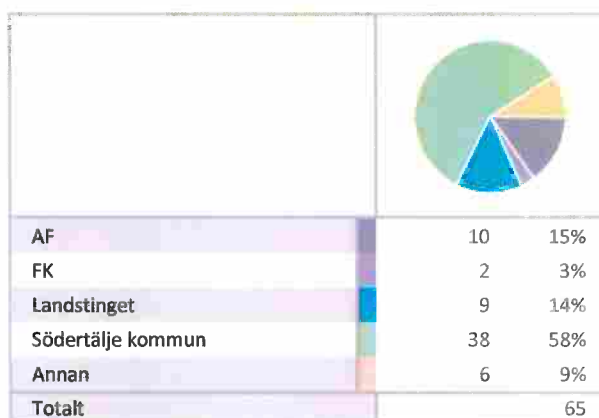 AF 10 15%
FK 2 3%
Landstinget 9 14%
Södertälje kommun 38 58%
Annan 6 9%
Totalt 65